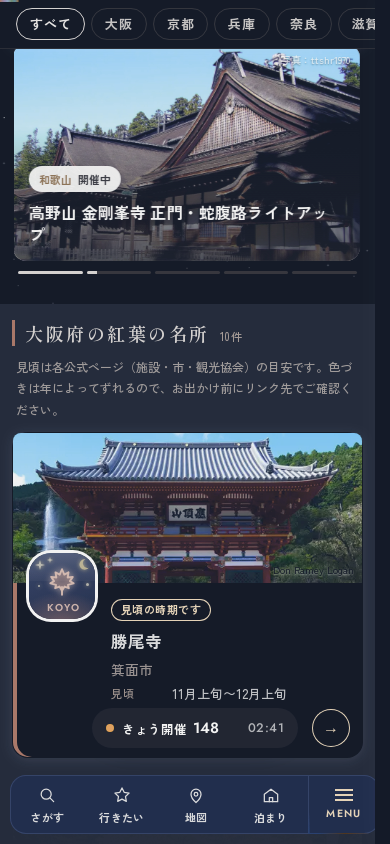 すべて
大阪
京都
兵庫
奈良
滋賀
写真：ttshr1970
和歌山 開催中
高野山 金剛峯寺 正門・蛇腹路ライトアッ
プ
大阪府の紅葉の名所 10件
見頃は各公式ページ（施設・市・観光協会）の目安です。色づ
きは年によってずれるので、お出かけ前にリンク先でご確認く
ださい。
Don Ramey Logan
KOYO
見頃の時期です
勝尾寺
箕面市
見頃 11月上旬〜12月上旬
きょう開催 148 02:41
→
さがす
行きたい
地図
泊まり
MENU